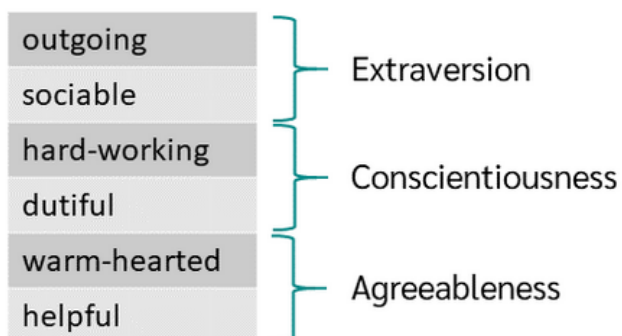 outgoing
Extraversion
sociable
hard-working
Conscientiousness
dutiful
warm-hearted
Agreeableness
helpful